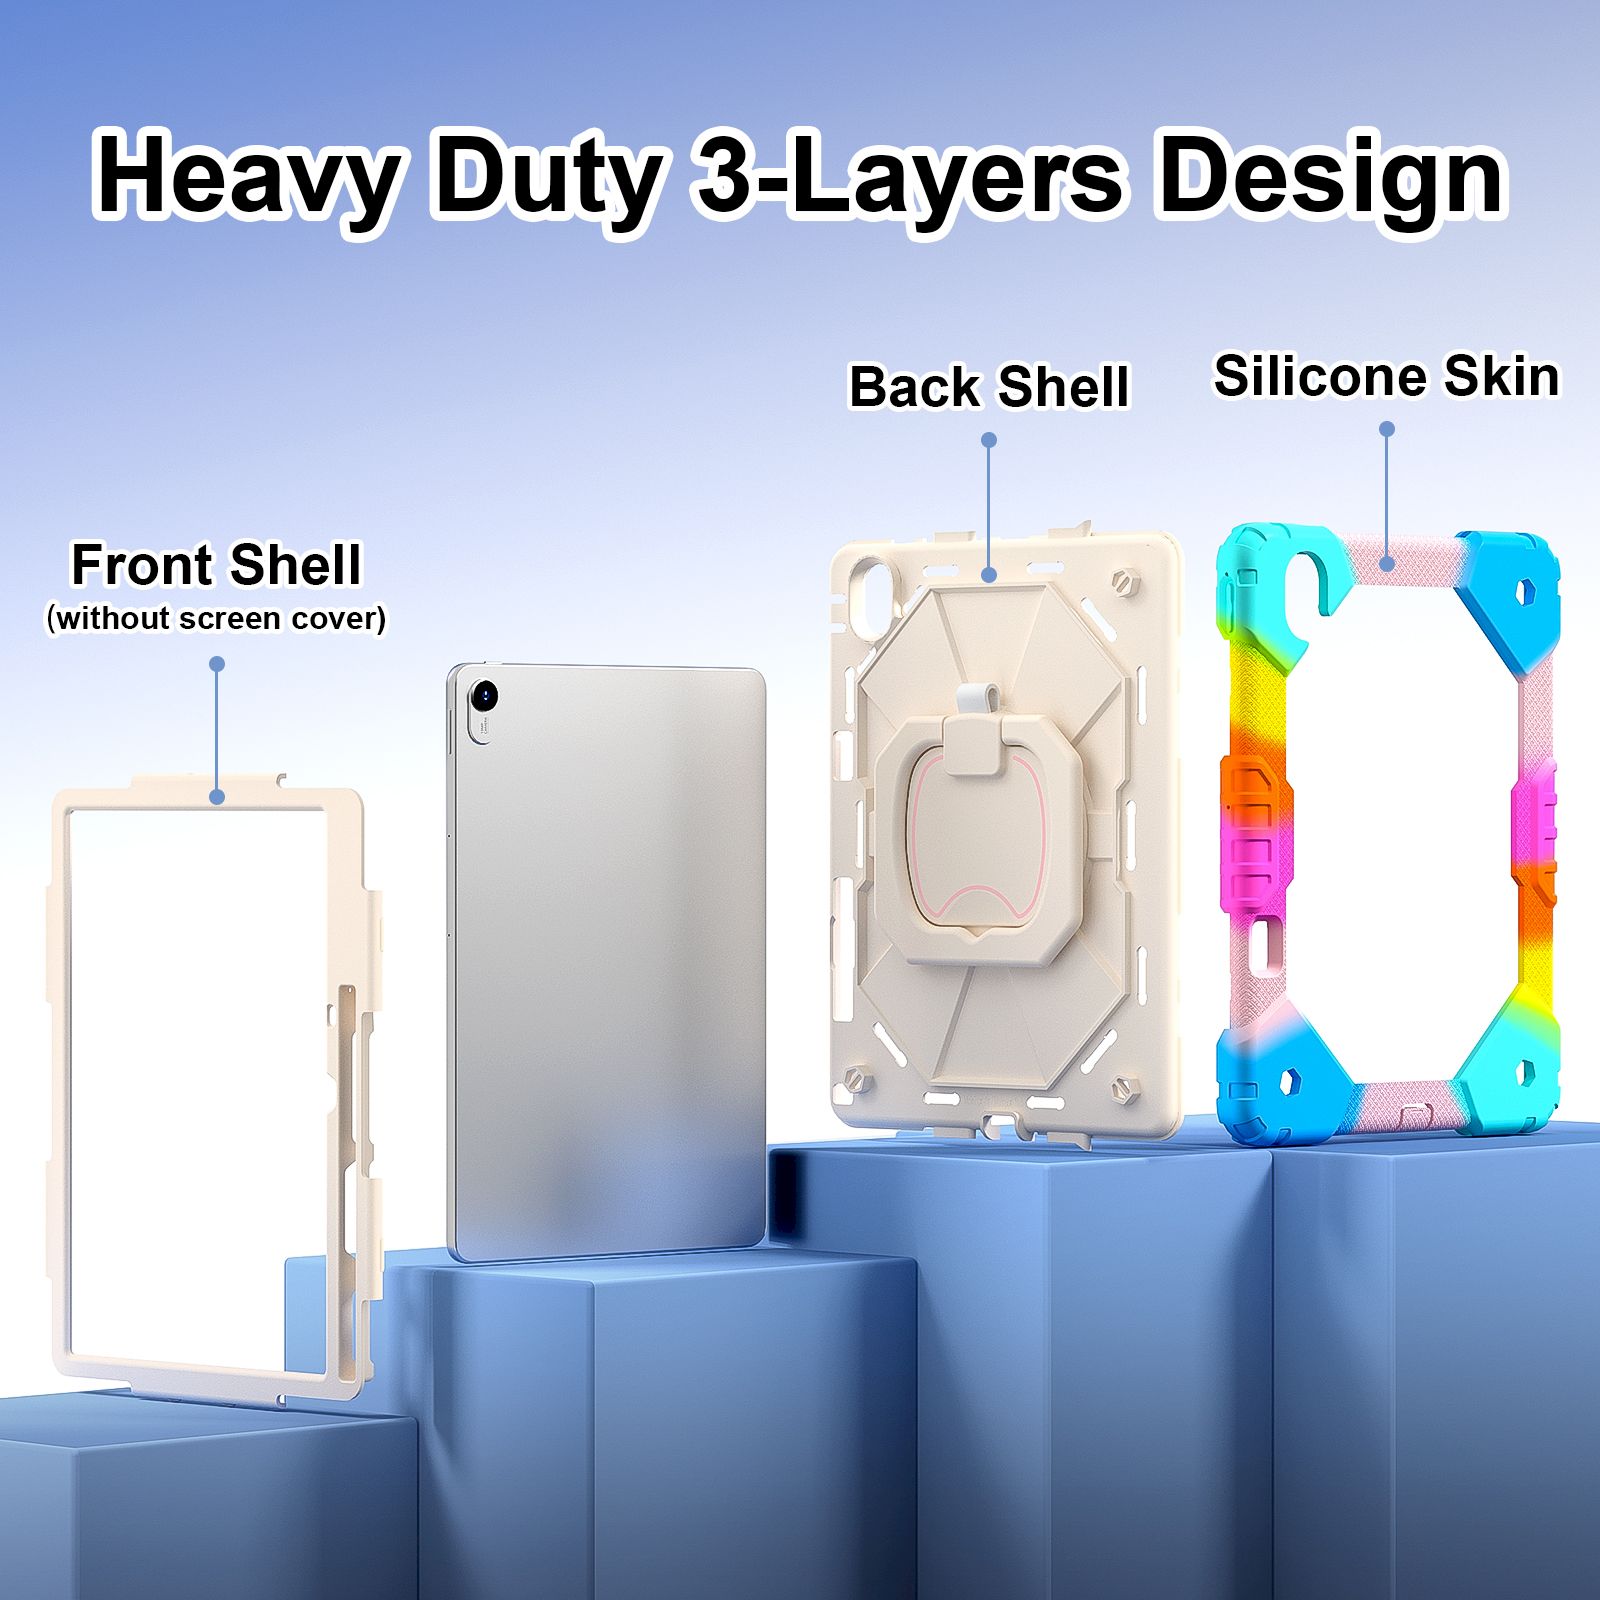 Heavy Duty 3-Layers Design
Silicone Skin
Back Shell
Front Shell
(without screen cover)